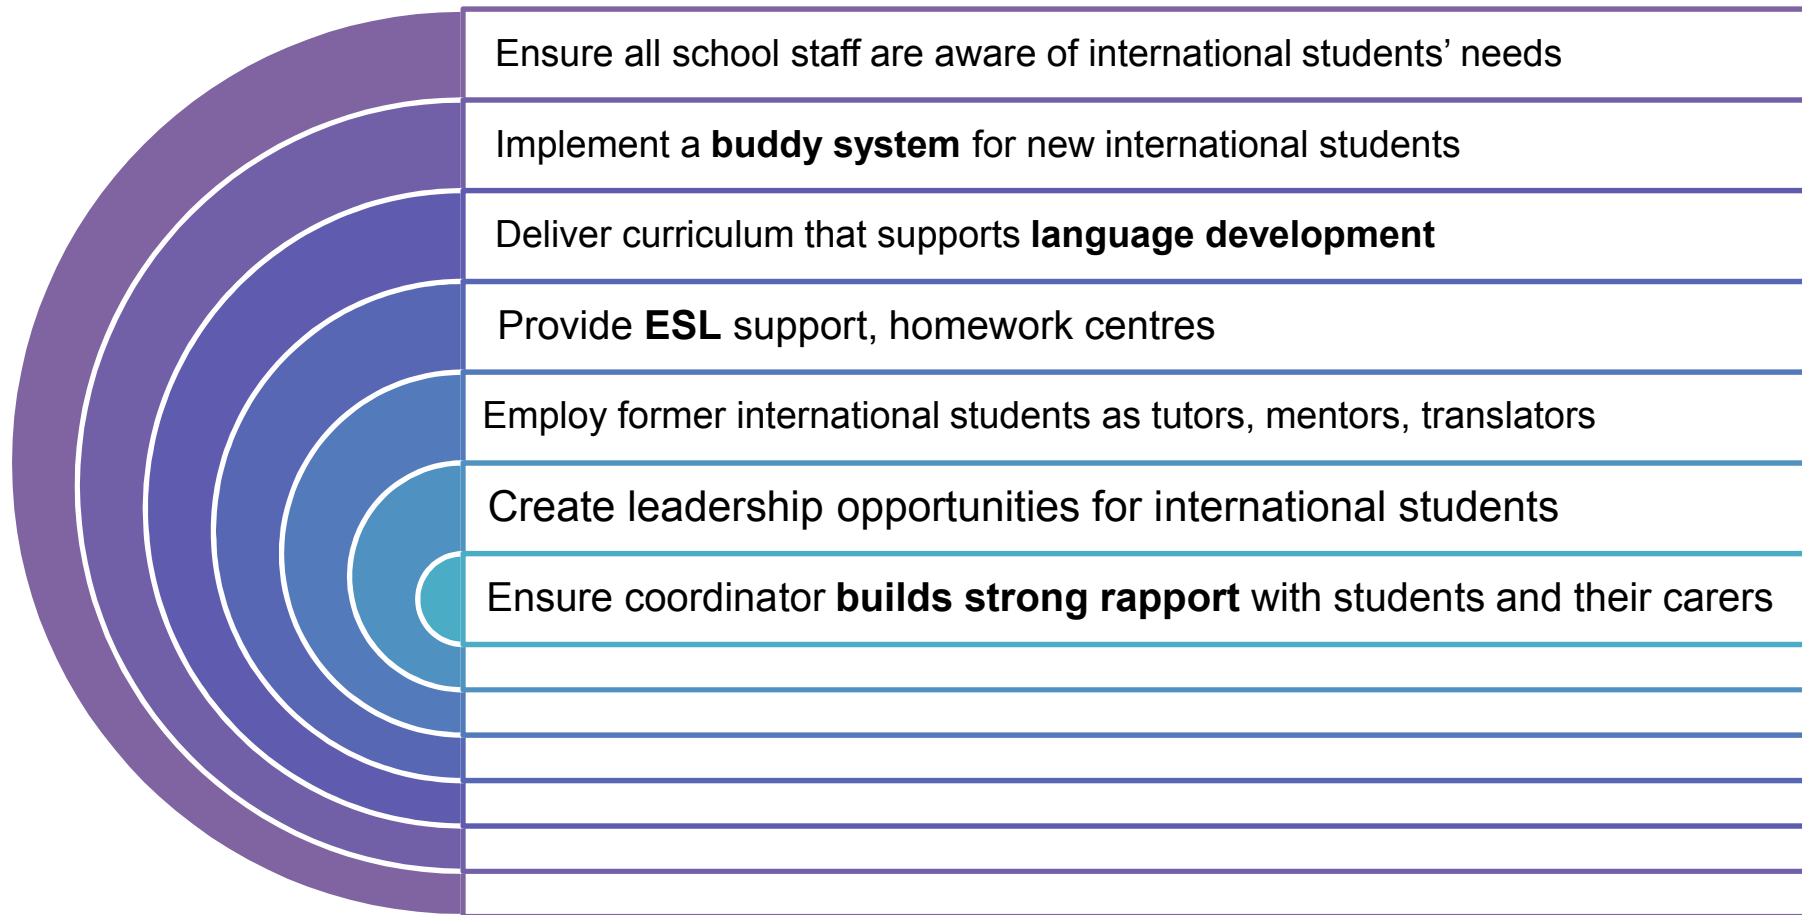 Ensure all school staff are aware of international students’ needs
Implement a buddy system for new international students
Deliver curriculum that supports language development
Provide ESL support, homework centres
Employ former international students as tutors, mentors, translators
Create leadership opportunities for international students
Ensure coordinator builds strong rapport with students and their carers